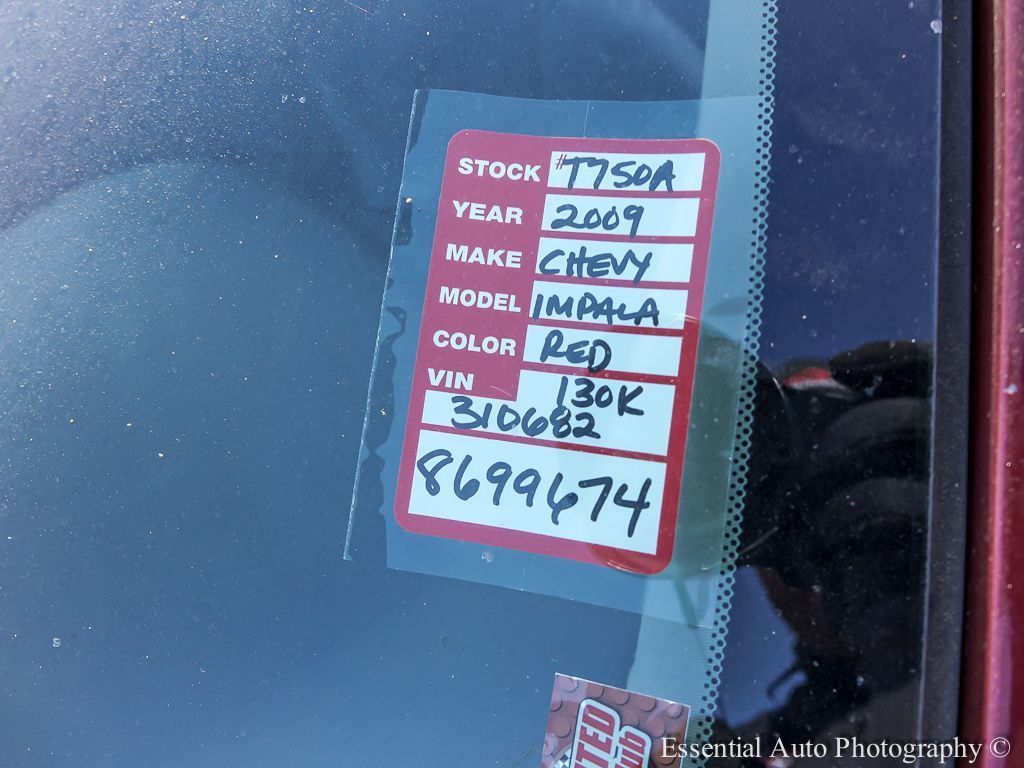 STOCK #T750A
YEAR 2009
MAKE CHEVY
MODEL IMPALA
COLOR RED
VIN 130K
310682
8699674
Essential Auto Photography ©